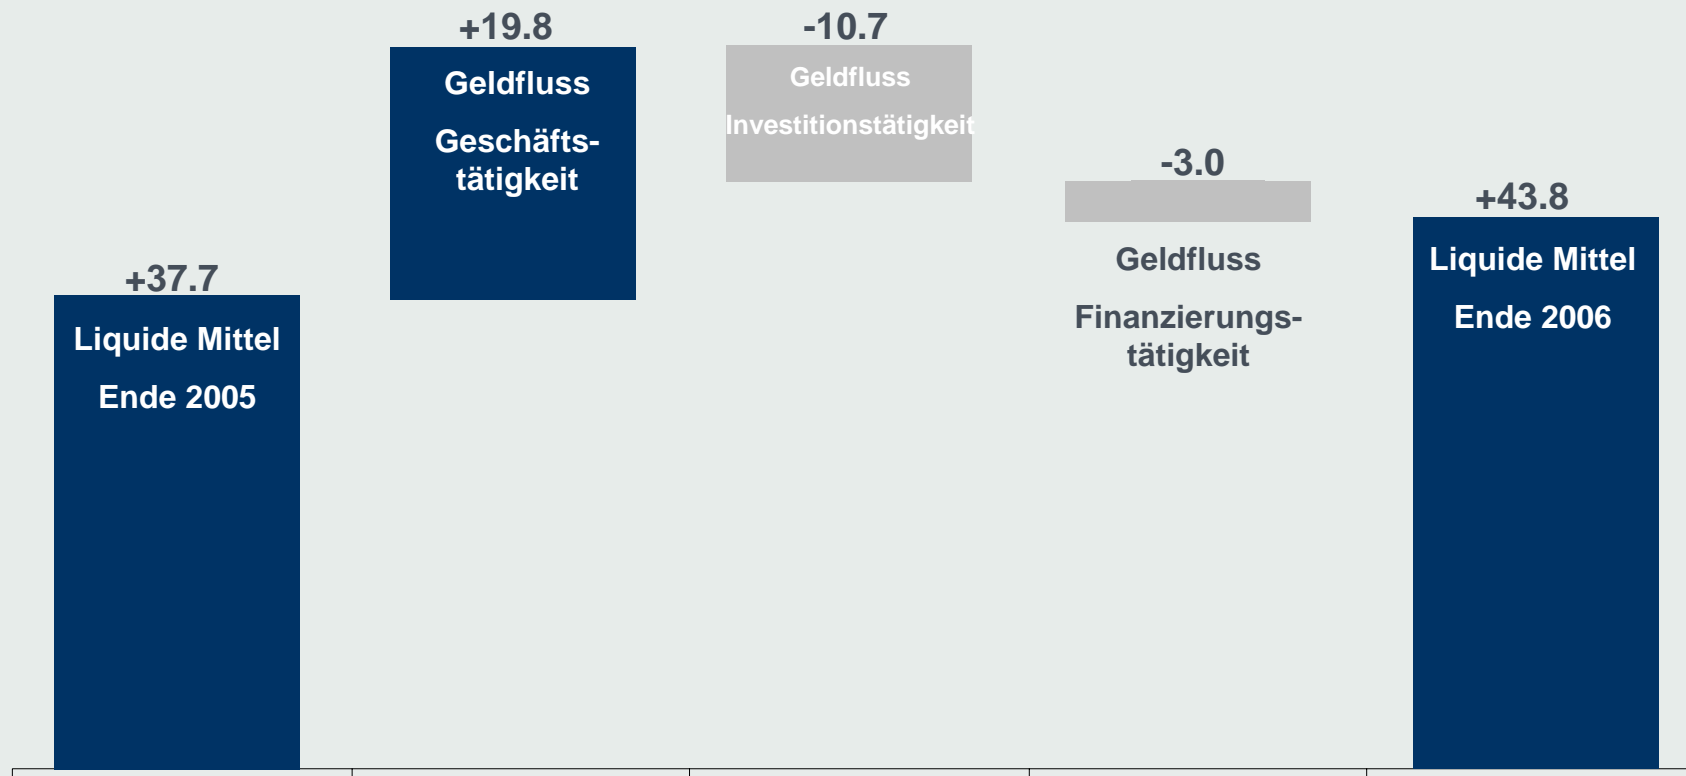 +37.7
Liquide Mittel
Ende 2005
+19.8
Geldfluss
Geschäfts-
tätigkeit
-10.7
Geldfluss
Investitionstätigkeit
-3.0
Geldfluss
Finanzierungs-
tätigkeit
+43.8
Liquide Mittel
Ende 2006